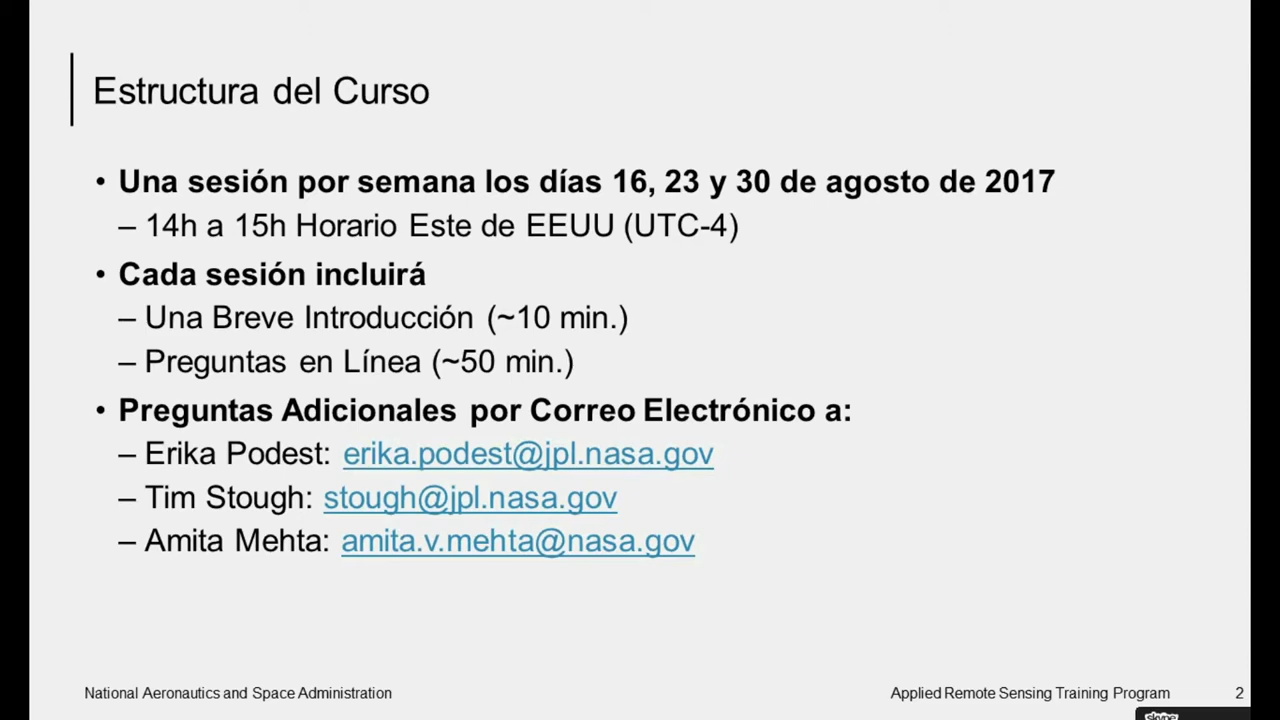 Estructura del Curso
• Una sesión por semana los días 16, 23 y 30 de agosto de 2017
– 14h a 15h Horario Este de EEUU (UTC-4)
• Cada sesión incluirá
– Una Breve Introducción (~10 min.)
– Preguntas en Línea (~50 min.)
• Preguntas Adicionales por Correo Electrónico a:
– Erika Podest: erika.podest@jpl.nasa.gov
– Tim Stough: stough@jpl.nasa.gov
– Amita Mehta: amita.v.mehta@nasa.gov
National Aeronautics and Space Administration
Applied Remote Sensing Training Program
2
skype